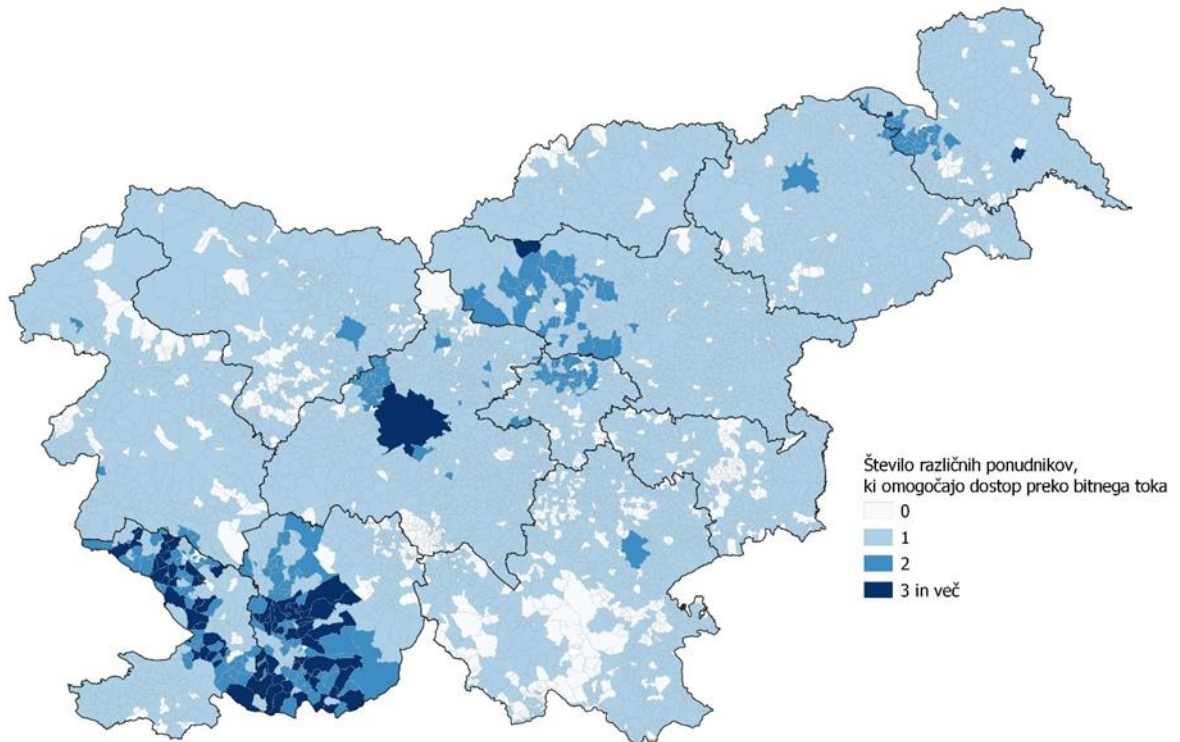 Število različnih ponudnikov,
ki omogočajo dostop preko bitnega toka
0
1
2
3 in več